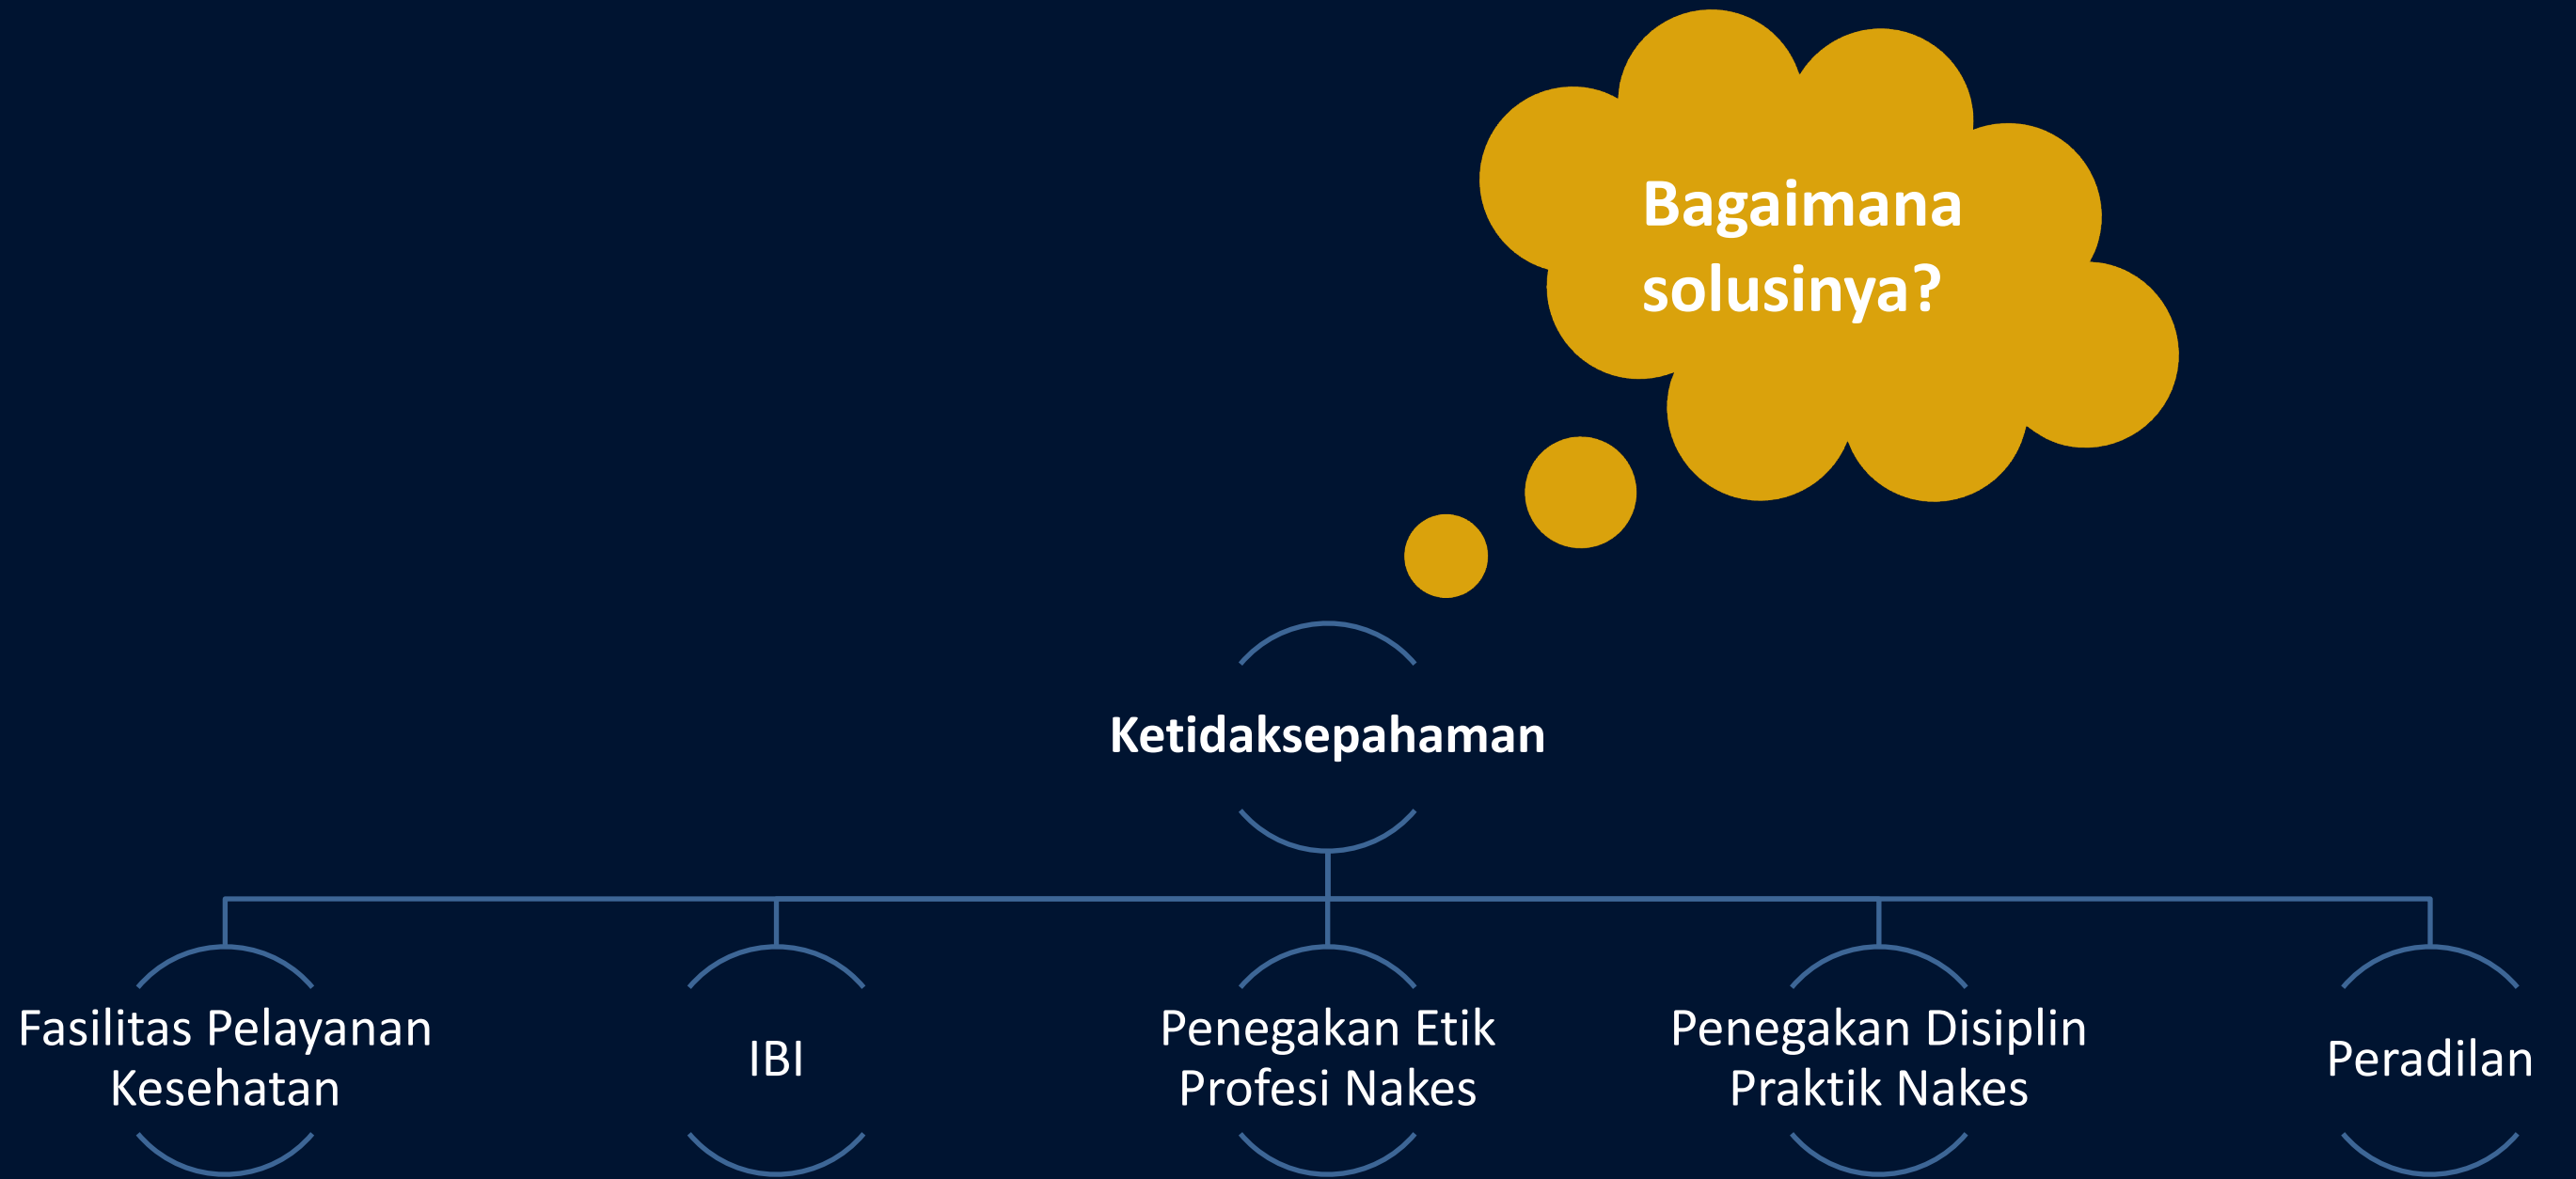 Bagaimana
solusinya?
Ketidaksepahaman
Fasilitas Pelayanan
Kesehatan
IBI
Penegakan Etik
Profesi Nakes
Penegakan Disiplin
Praktik Nakes
Peradilan